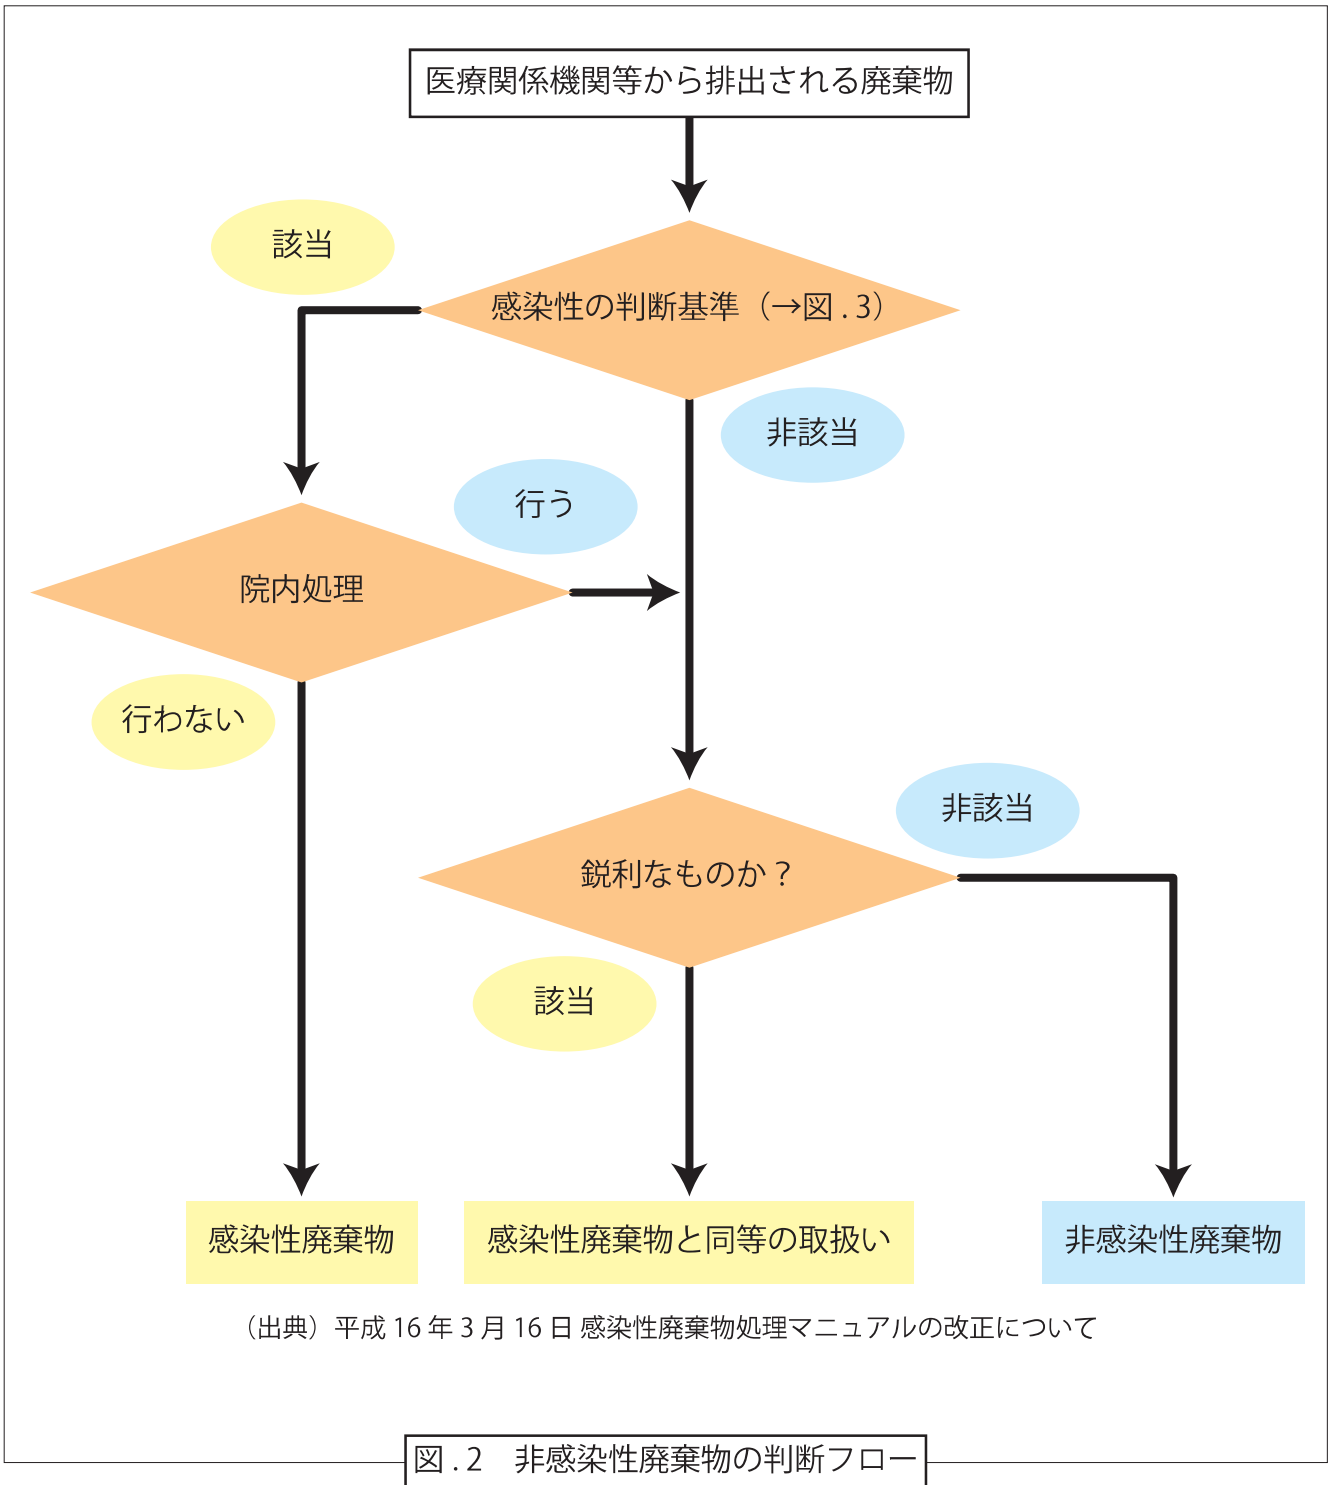 医療関係機関等から排出される廃棄物
該当
感染性の判断基準（→図.3）
非該当
行う
院内処理
行わない
非該当
鋭利なものか？
該当
感染性廃棄物
感染性廃棄物と同等の取扱い
非感染性廃棄物
（出典）平成16年3月16日 感染性廃棄物処理マニュアルの改正について
図.2　非感染性廃棄物の判断フロー